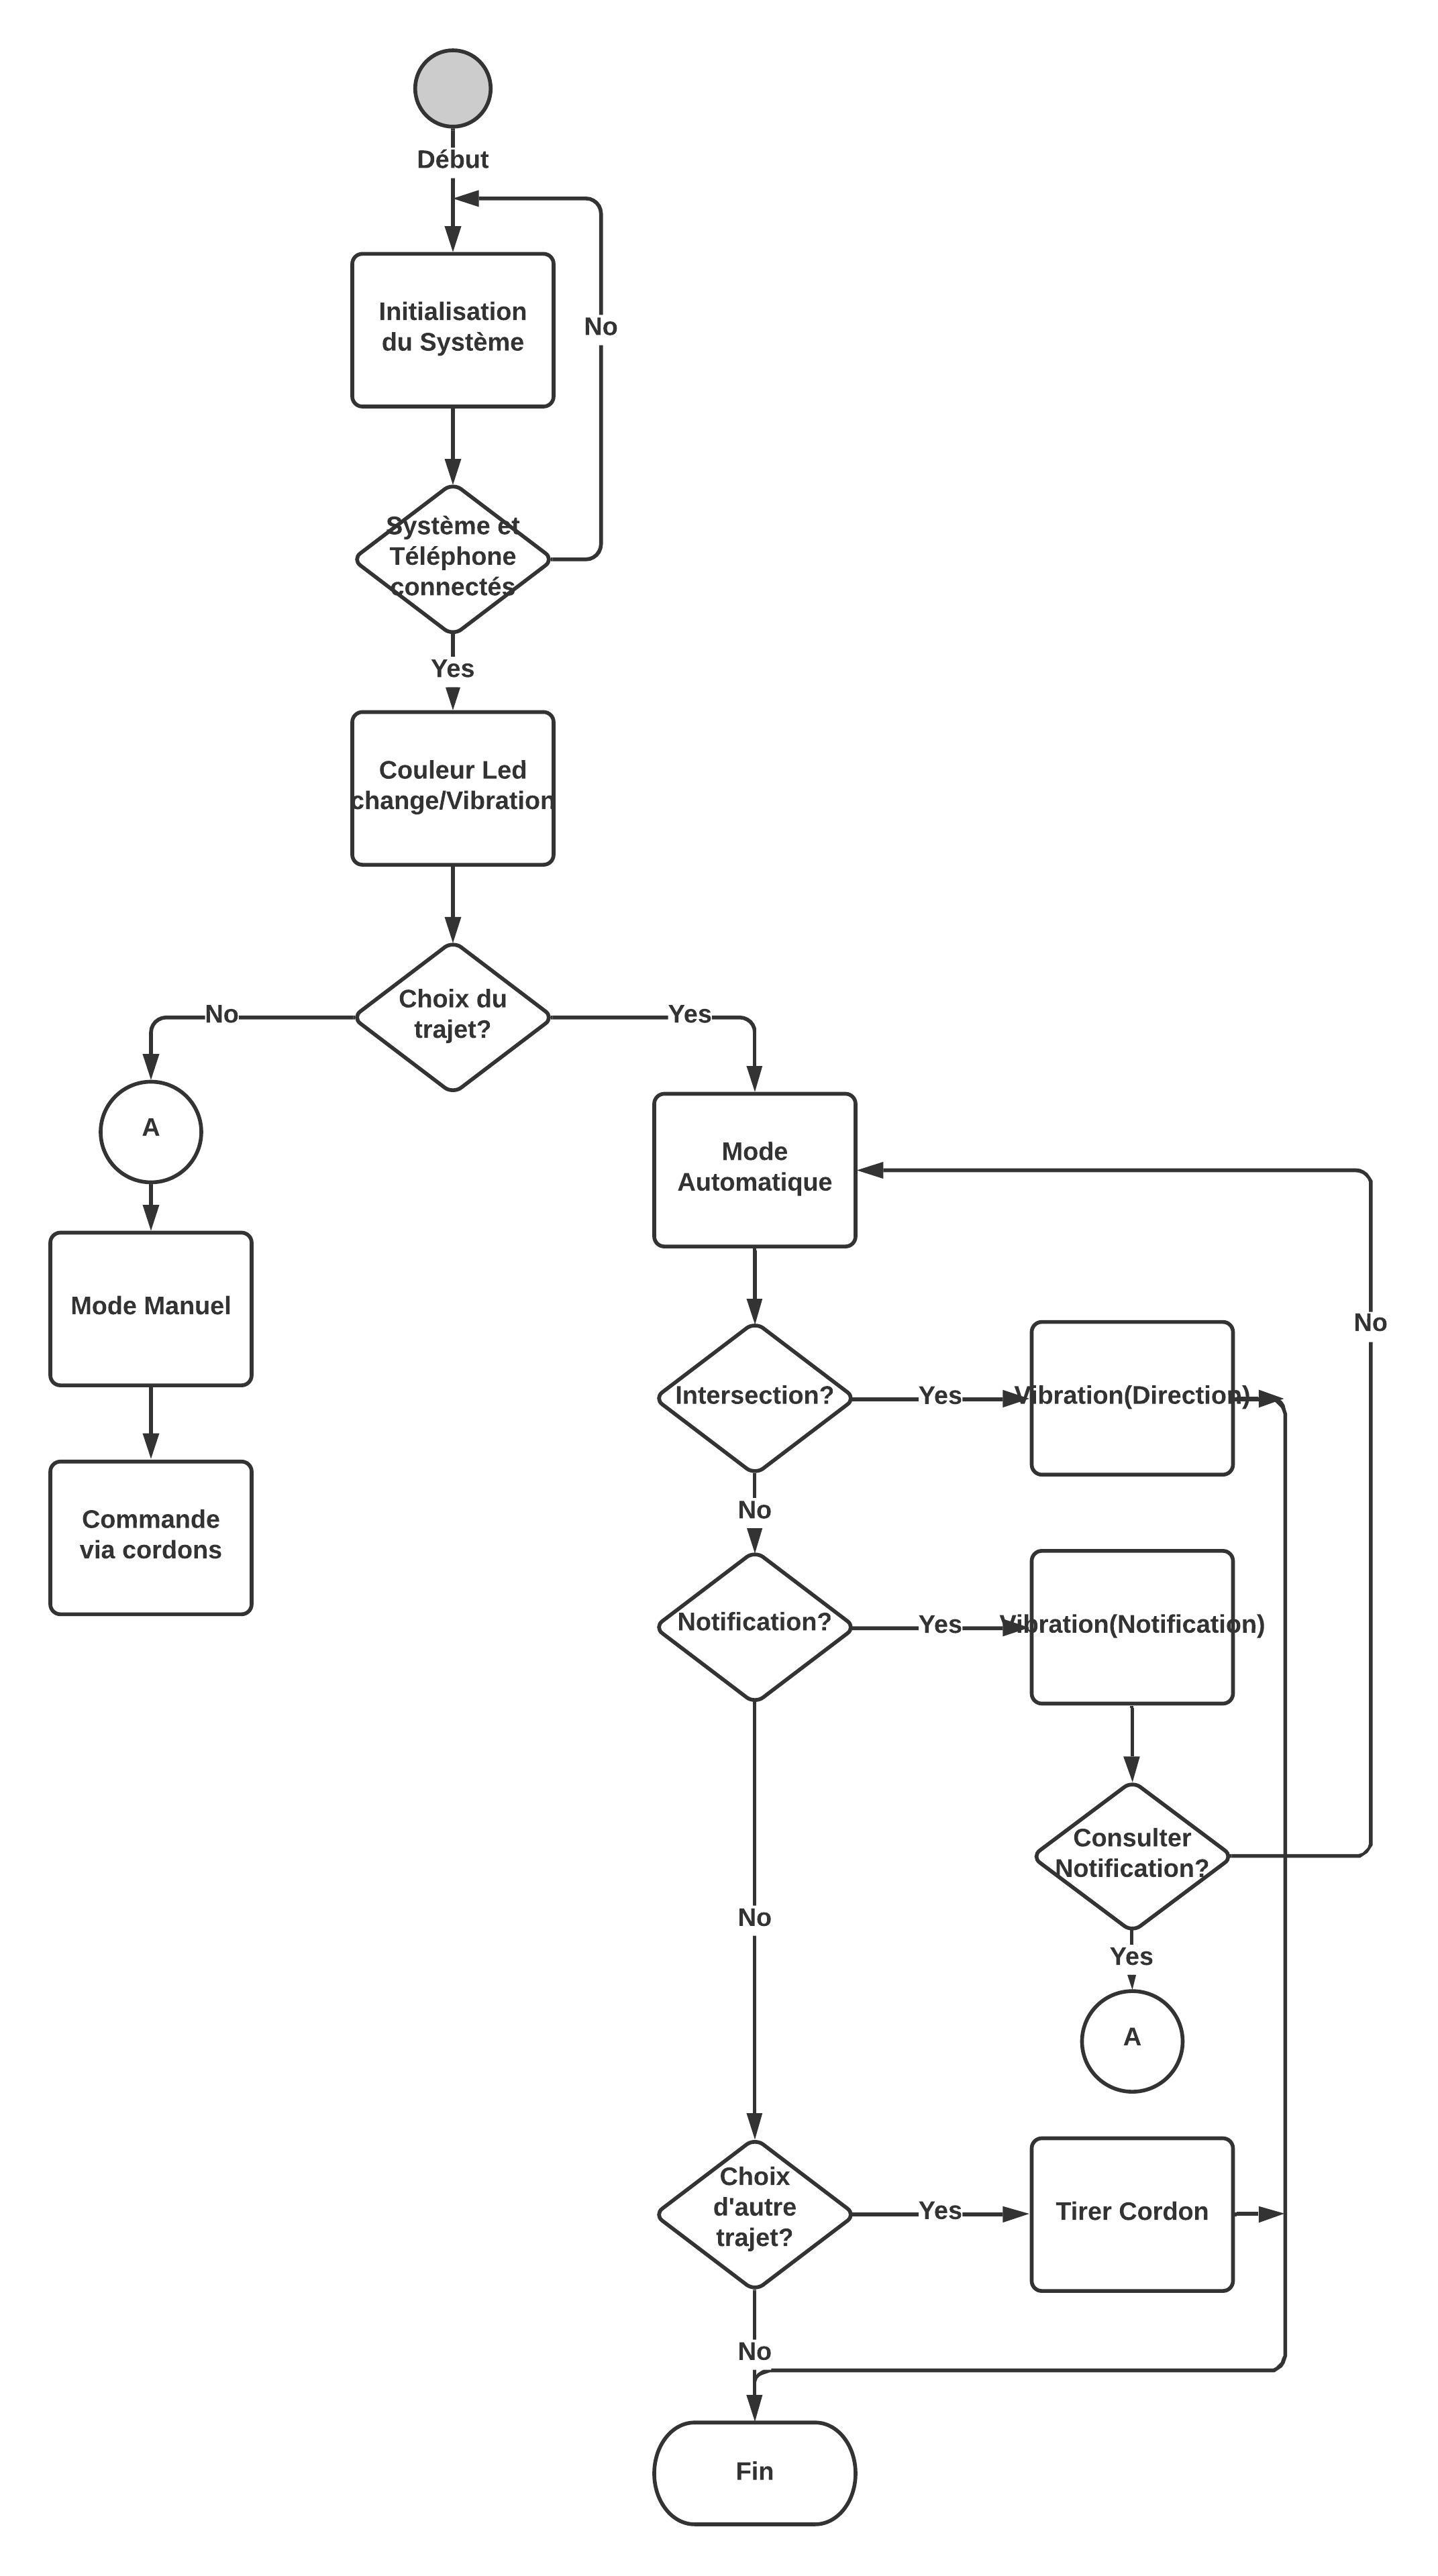 Début
Initialisation
du Système
No
Système et
Téléphone
connectés
Yes
Couleur Led
change/Vibration
Choix du
trajet?
No
Yes
A
Mode
Automatique
Mode Manuel
No
Intersection?
Yes
Vibration(Direction)
Commande
via cordons
No
Notification?
Yes
Vibration(Notification)
Consulter
Notification?
No
Yes
A
Choix
d'autre
trajet?
Yes
Tirer Cordon
No
Fin